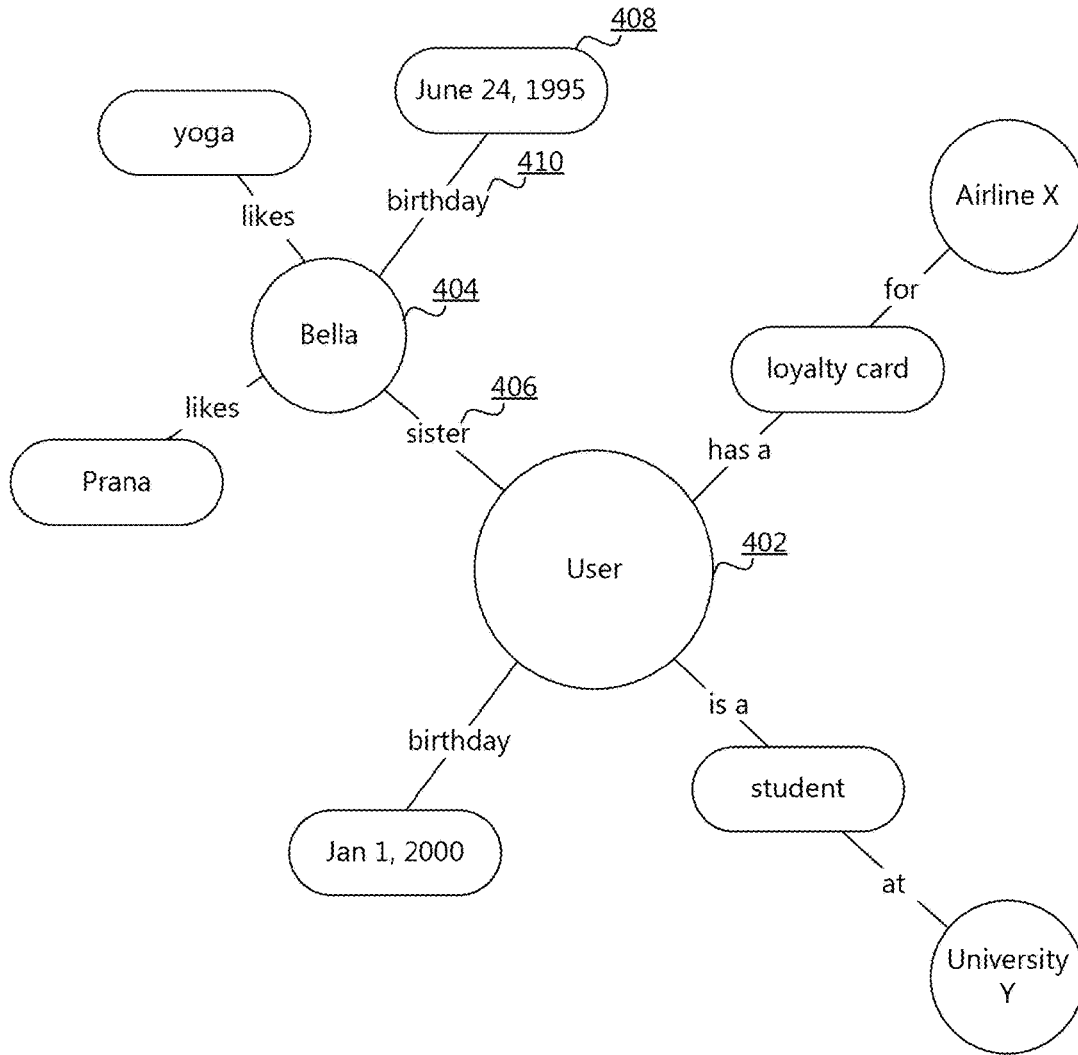 408
June 24, 1995
yoga
410
birthday
Airline X
likes
404
for
Bella
loyalty card
406
likes
sister
has a
Prana
402
User
is a
birthday
student
Jan 1, 2000
at
University
Y